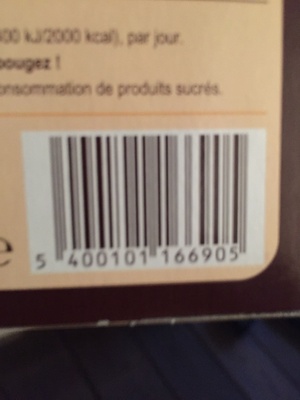 00 kJ/2000 kcal), par jour.
bougez !
onsommation de produits sucrés.
e
5 400101 166905